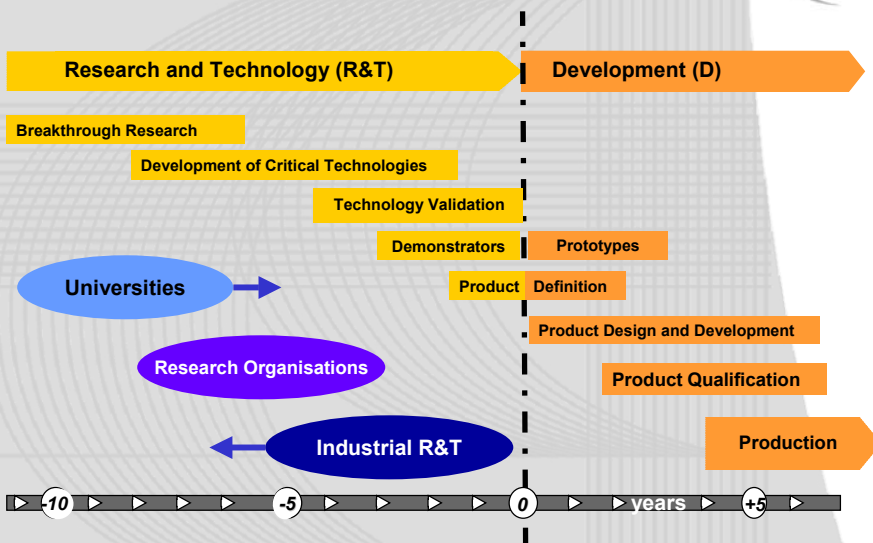 Research and Technology (R&T)
Development (D)
Breakthrough Research
Development of Critical Technologies
Technology Validation
Demonstrators
Prototypes
Universities
Product Definition
Product Design and Development
Research Organisations
Product Qualification
Industrial R&T
Production
-10
-5
0
years
+5